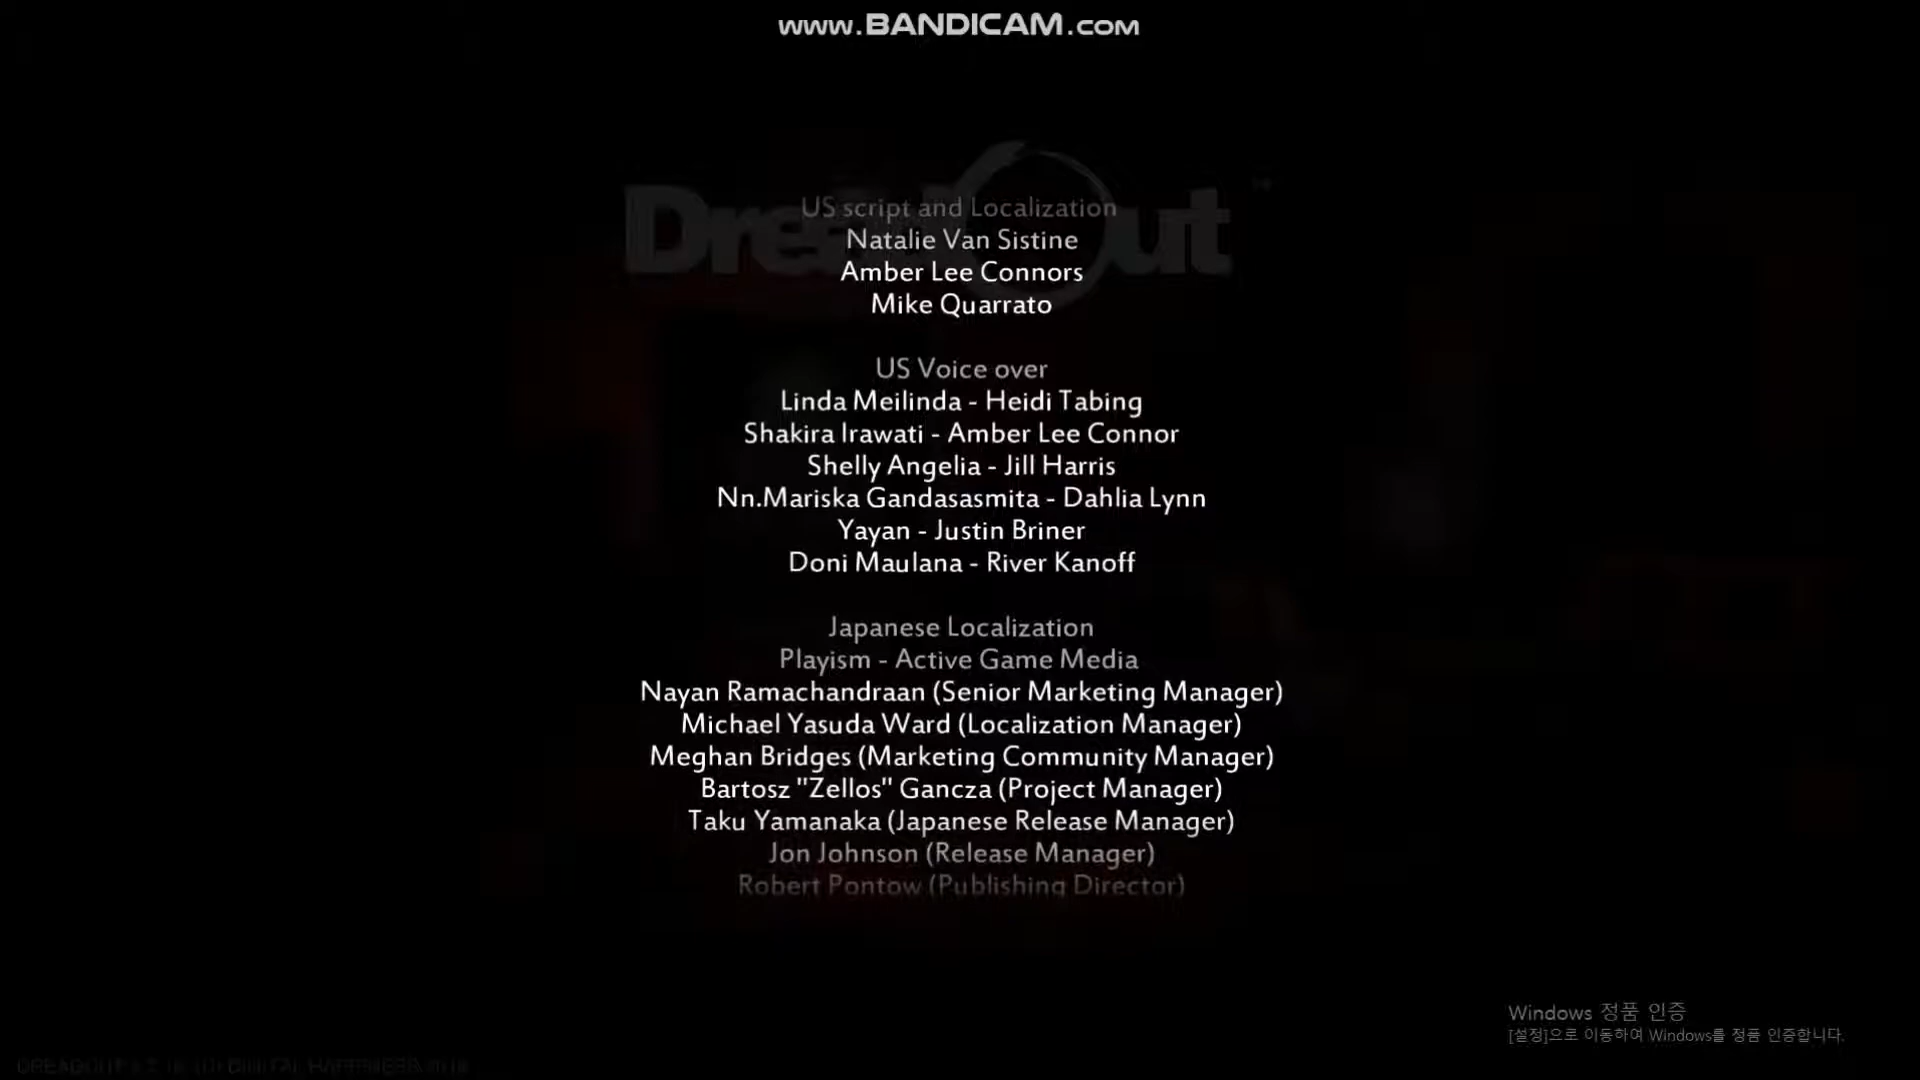 www.BANDICAM.com
DreadOut
US script and Localization
Natalie Van Sistine
Amber Lee Connors
Mike Quarrato
US Voice over
Linda Meilinda - Heidi Tabing
Shakira Irawati - Amber Lee Connor
Shelly Angelia - Jill Harris
Nn.Mariska Gandasasmita - Dahlia Lynn
Yayan - Justin Briner
Doni Maulana - River Kanoff
Japanese Localization
Playism - Active Game Media
Nayan Ramachandraan (Senior Marketing Manager)
Michael Yasuda Ward (Localization Manager)
Meghan Bridges (Marketing Community Manager)
Bartosz "Zellos" Gancza (Project Manager)
Taku Yamanaka (Japanese Release Manager)
Jon Johnson (Release Manager)
Robert Pontow (Publishing Director)
Windows 정품 인증
[설정]으로 이동하여 Windows를 정품 인증합니다.